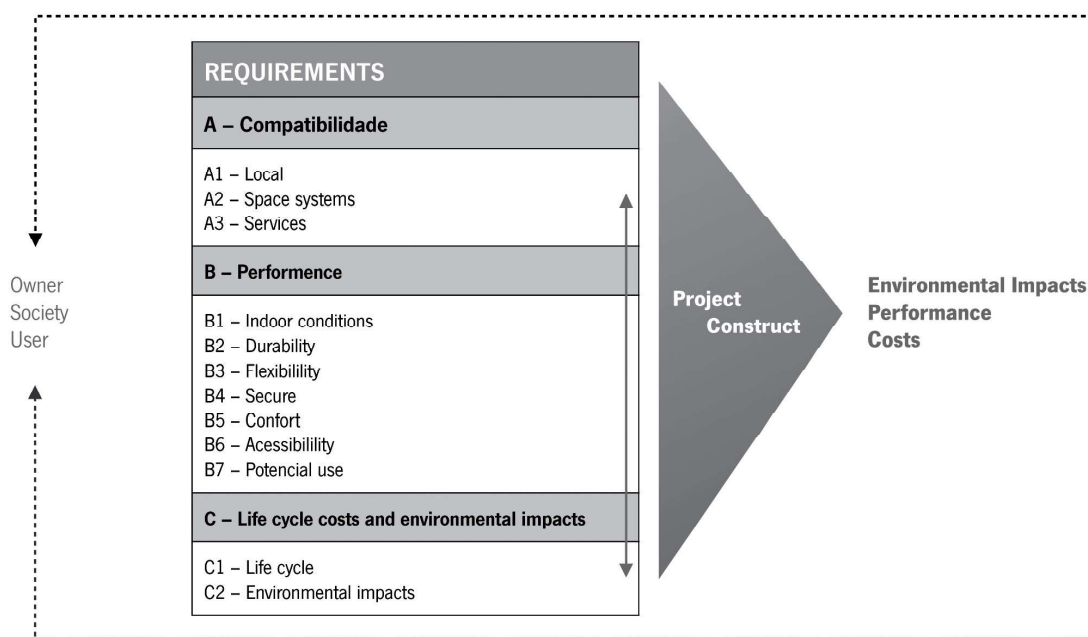 REQUIREMENTS
A – Compatibilidade
A1 – Local
A2 – Space systems
A3 – Services
B – Performence
B1 – Indoor conditions
B2 – Durability
B3 – Flexibilility
B4 – Secure
B5 – Confort
B6 – Acessibilility
B7 – Potencial use
C – Life cycle costs and environmental impacts
C1 – Life cycle
C2 – Environmental impacts
Owner
Society
User
Project
Construct
Environmental Impacts
Performance
Costs